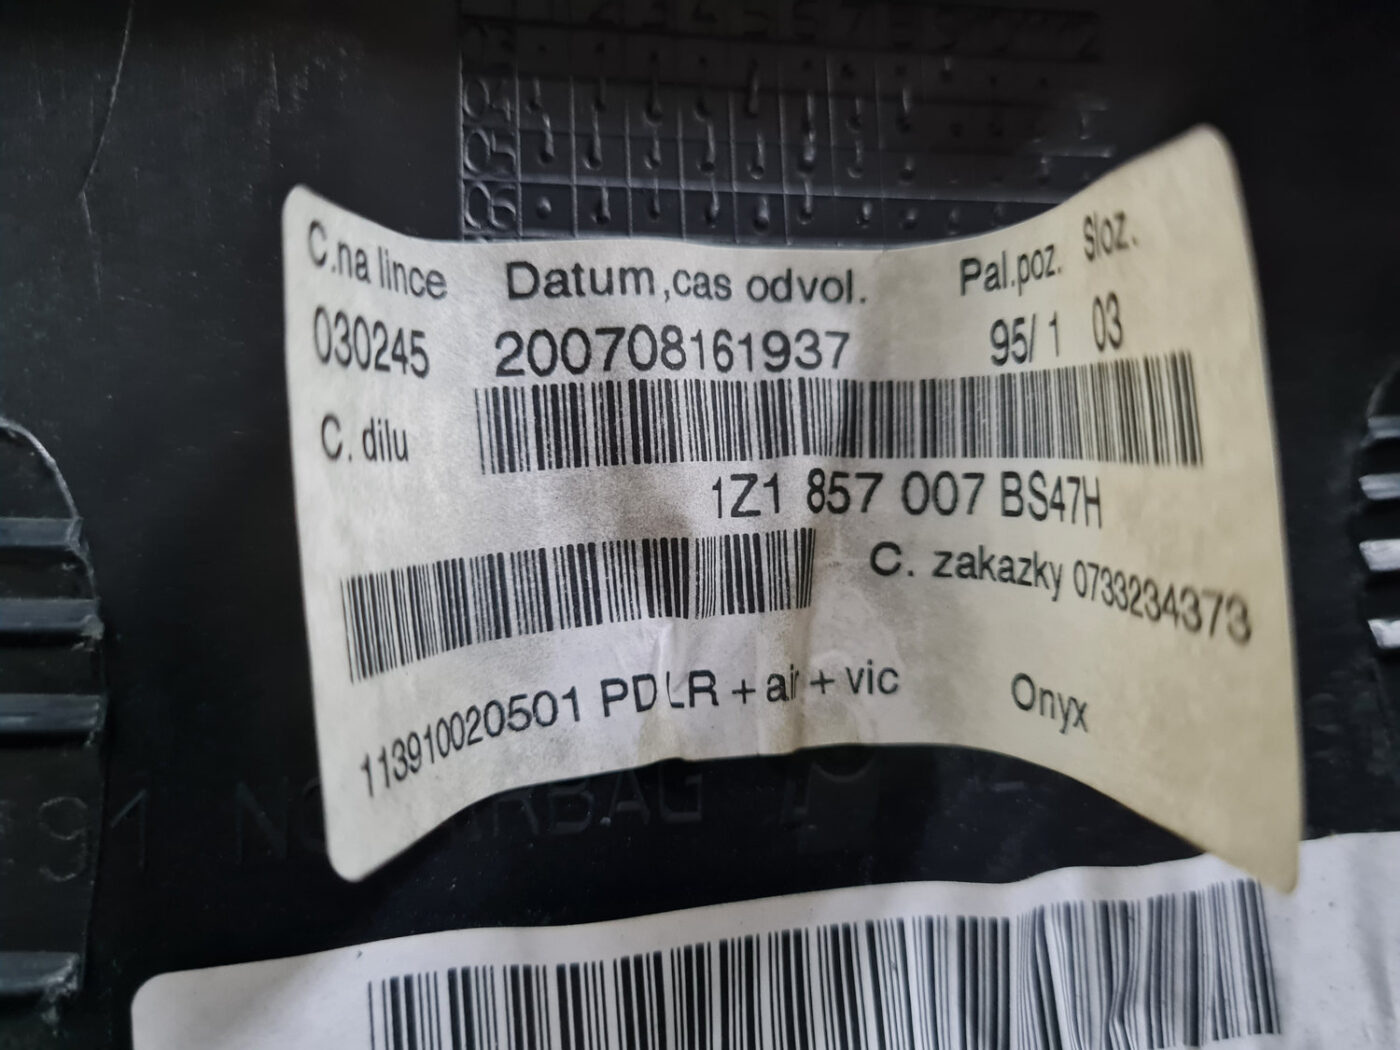 C.na lince Datum,cas odvol. Pal.poz. Sloz.
030245 200708161937 95/ 1 03
C. dilu
1Z1 857 007 BS47H
C. zakazky 0733234373
113910020501 PDLR + air + vic Onyx